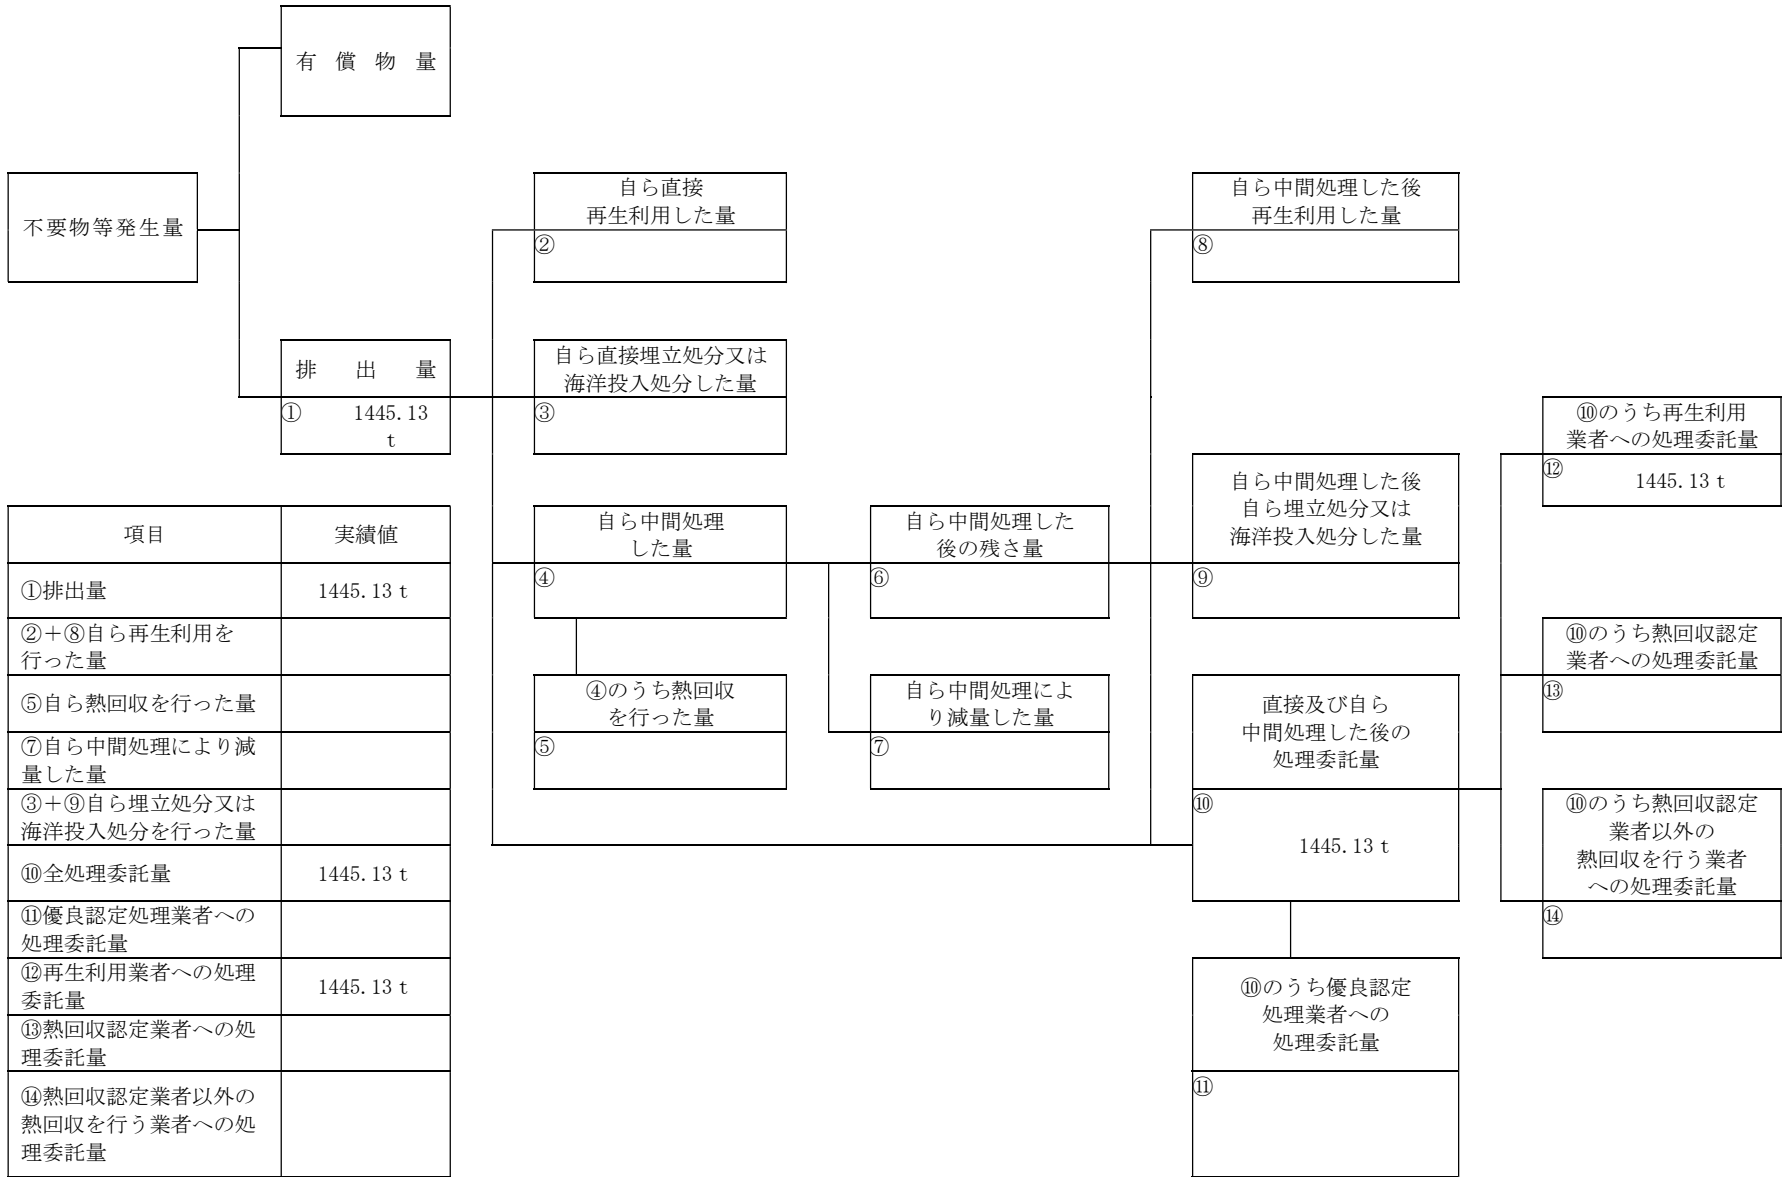 有償物量
不要物等発生量
自ら直接
再生利用した量
②
自ら中間処理した後
再生利用した量
⑧
排出量
① 1445.13
t
自ら直接埋立処分又は
海洋投入処分した量
③
⑩のうち再生利用
業者への処理委託量
⑫ 1445.13 t
自ら中間処理した後
自ら埋立処分又は
海洋投入処分した量
⑨
自ら中間処理
した量
④
自ら中間処理した
後の残さ量
⑥
⑩のうち熱回収認定
業者への処理委託量
⑬
④のうち熱回収
を行った量
⑤
自ら中間処理によ
り減量した量
⑦
直接及び自ら
中間処理した後の
処理委託量
⑩
1445.13 t
⑩のうち熱回収認定
業者以外の
熱回収を行う業者
への処理委託量
⑭
⑩のうち優良認定
処理業者への
処理委託量
⑪
項目 実績値
①排出量 1445.13 t
②+⑧自ら再生利用を
行った量
⑤自ら熱回収を行った量
⑦自ら中間処理により減
量した量
③+⑨自ら埋立処分又は
海洋投入処分を行った量
⑩全処理委託量 1445.13 t
⑪優良認定処理業者への
処理委託量
⑫再生利用業者への処理
委託量 1445.13 t
⑬熱回収認定業者への処
理委託量
⑭熱回収認定業者以外の
熱回収を行う業者への処
理委託量